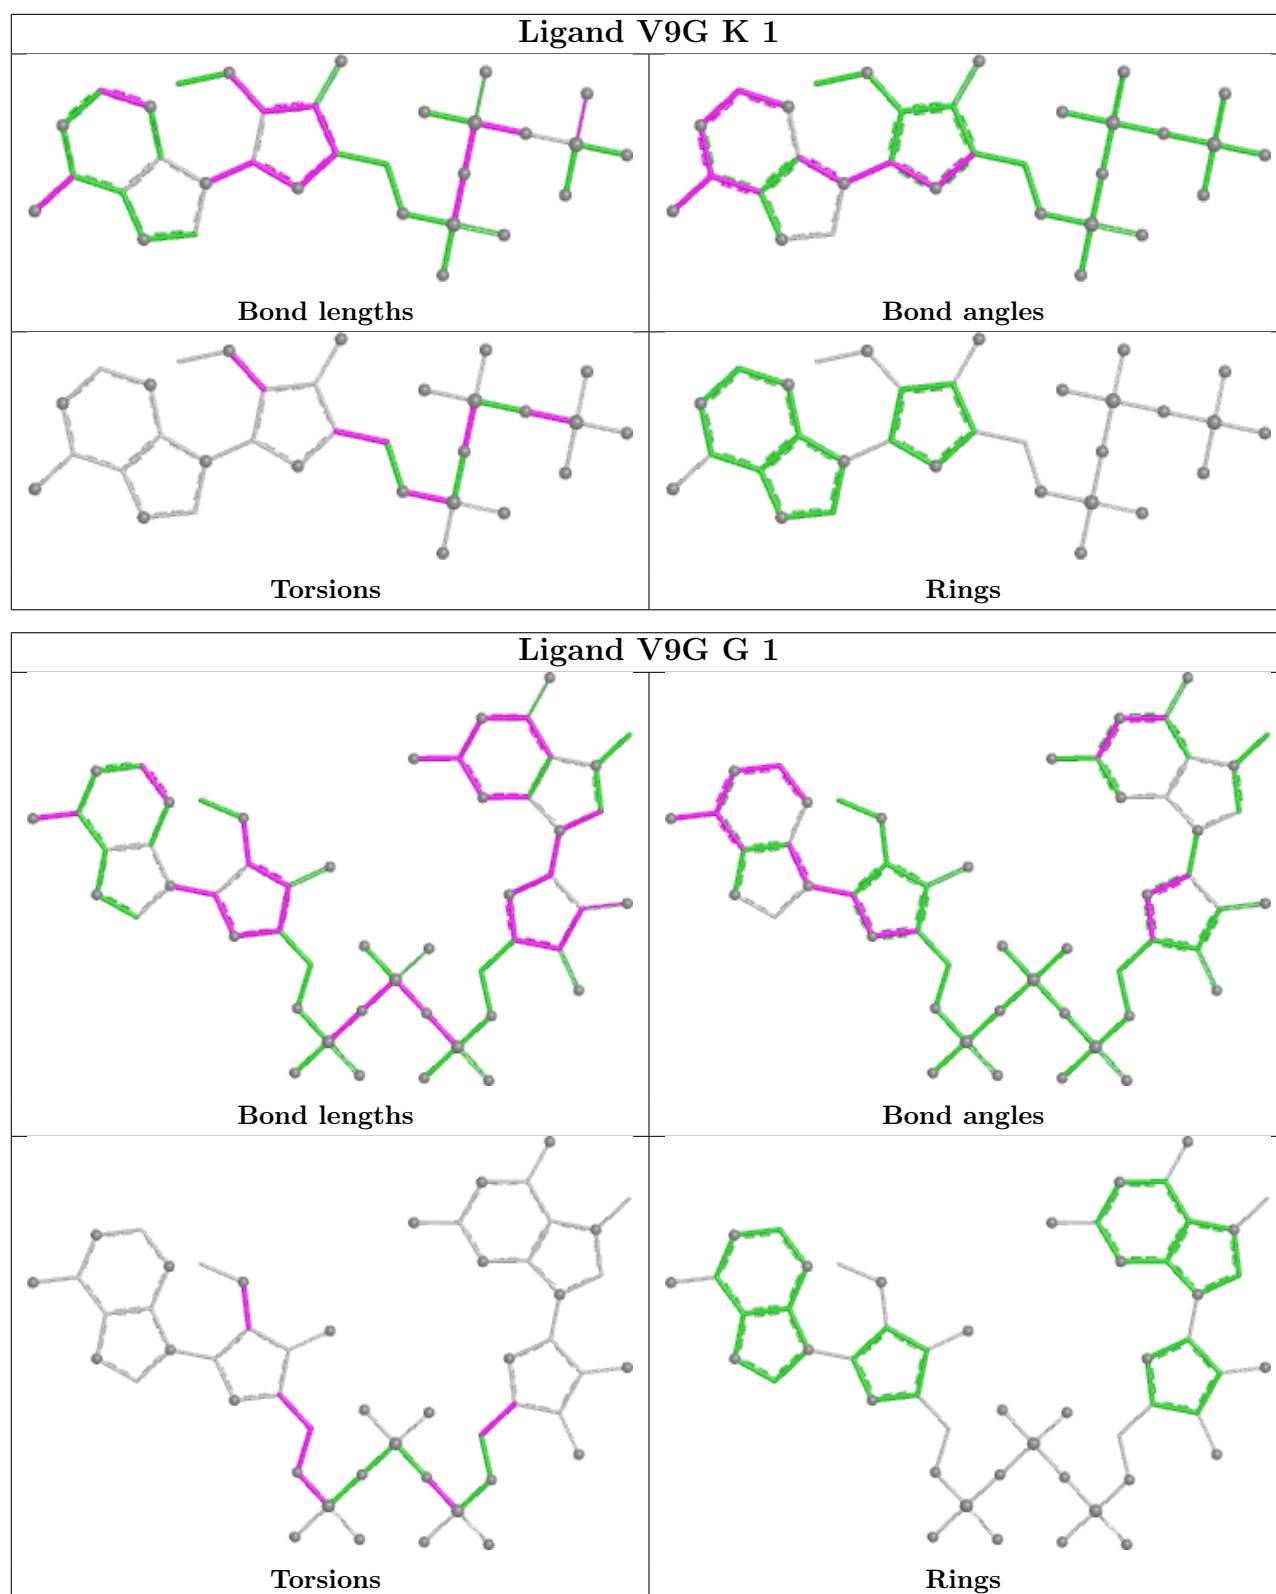 Ligand V9G K 1
Bond lengths
Bond angles
Torsions
Rings
Ligand V9G G 1
Bond lengths
Bond angles
Torsions
Rings